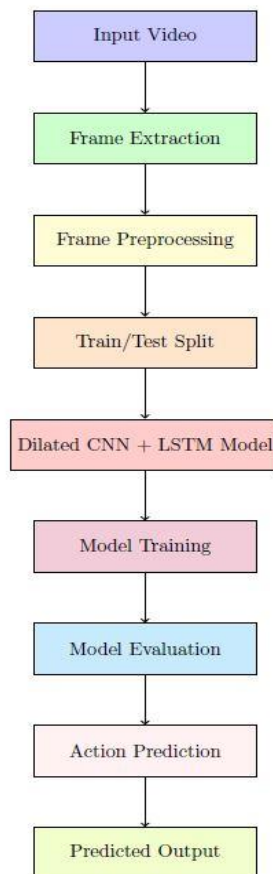 Input Video
Frame Extraction
Frame Preprocessing
Train/Test Split
Dilated CNN + LSTM Model
Model Training
Model Evaluation
Action Prediction
Predicted Output